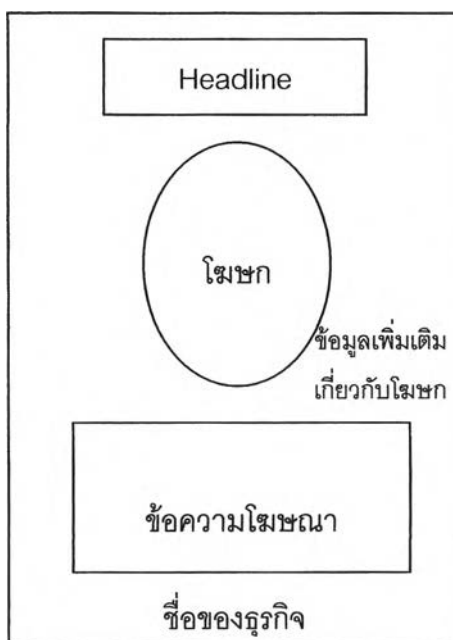 Headline
โฆษก
ข้อมูลเพิ่มเติม
เกี่ยวกับโฆษก
ข้อความโฆษณา
ชื่อของธุรกิจ